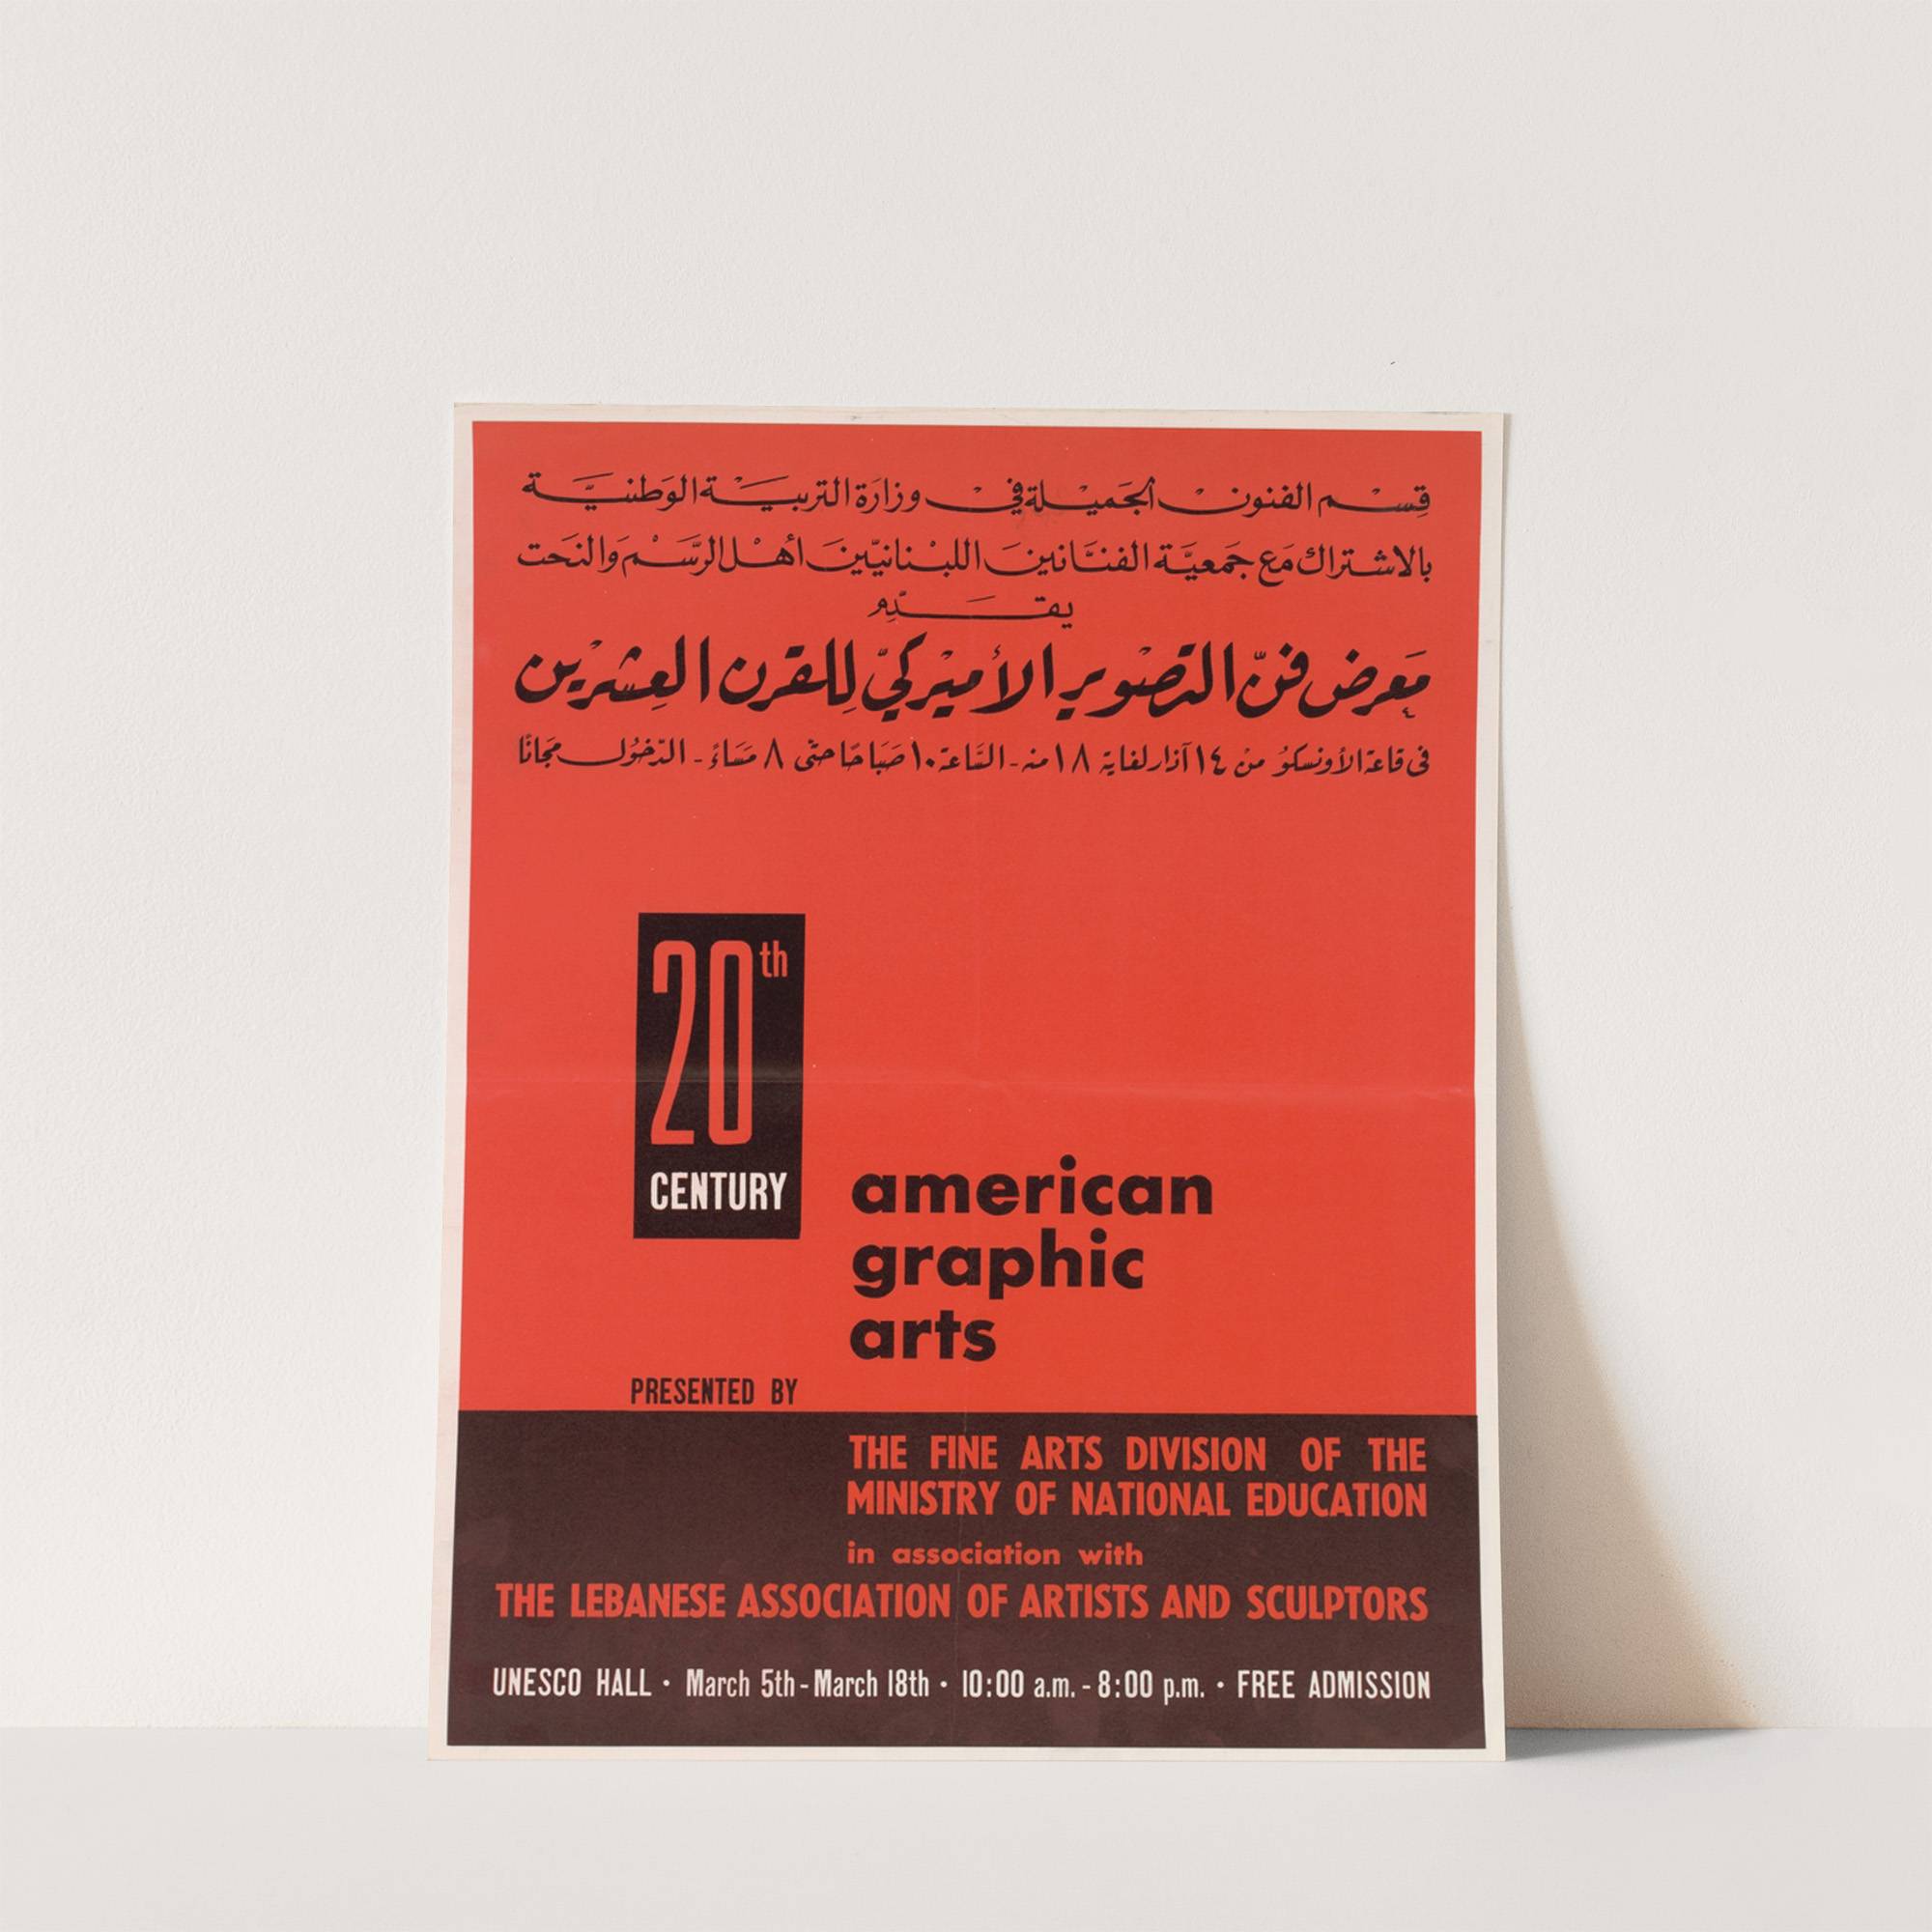 قسم الفنون الجميلة في وزارة التربية الوطنية
بالاشتراك مع جمعية الفنانين اللبنانيين أهل الرسم والنحت
يقدم
معرض فن التصوير الأميركي للقرن العشرين
في قاعة الأونسكو من ١٤ آذار لغاية ١٨ منه - الساعة ١٠ صباحا حتى ٨ مساء - الدخول مجانا
20th
CENTURY
american
graphic
arts
PRESENTED BY
THE FINE ARTS DIVISION OF THE
MINISTRY OF NATIONAL EDUCATION
in association with
THE LEBANESE ASSOCIATION OF ARTISTS AND SCULPTORS
UNESCO HALL • March 5th - March 18th • 10:00 a.m. - 8:00 p.m. • FREE ADMISSION